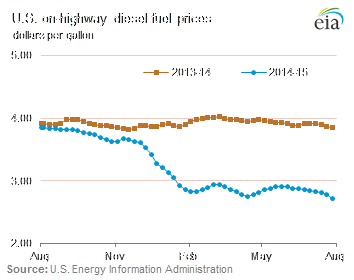 U.S. on-highway diesel fuel prices
dollars per gallon
eia
5.00
2013-14
2014-15
4.00
3.00
2.00
Aug
Nov
Feb
May
Aug
Source: U.S. Energy Information Administration